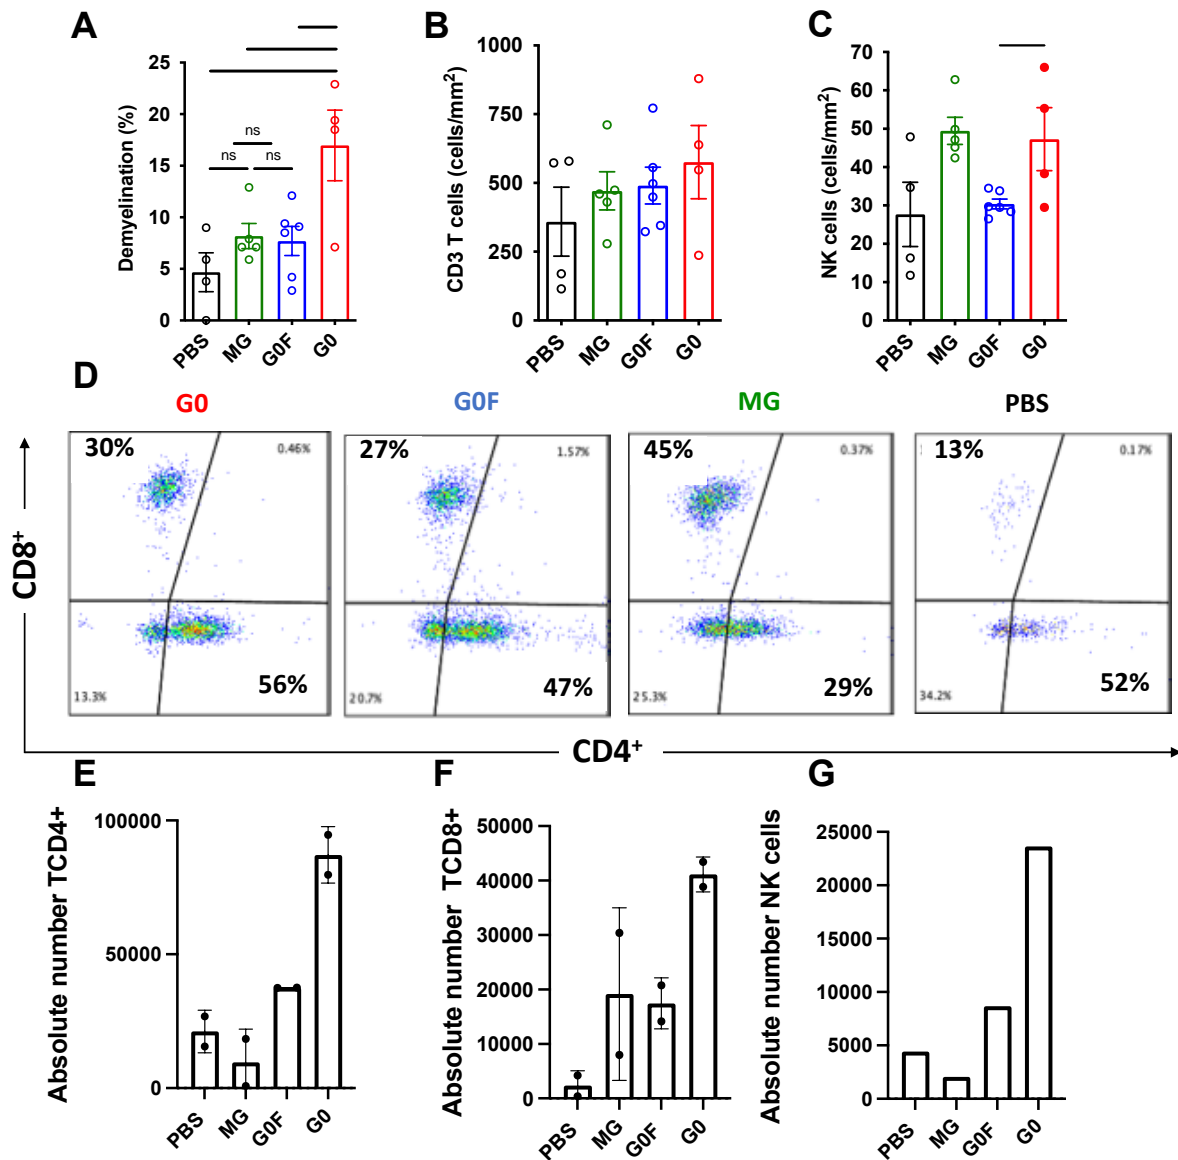 A
B
C
Demyelination (%)
25
20
15
10
5
0
ns
ns
ns
PBS
MG
G0F
G0
CD3 T cells (cells/mm²)
1000
750
500
250
0
PBS
MG
G0F
G0
NK cells (cells/mm²)
70
60
50
40
30
20
10
0
PBS
MG
G0F
G0
D
G0
G0F
MG
PBS
CD8⁺
30%
0.46%
13.3%
56%
27%
1.57%
20.7%
47%
45%
0.37%
25.3%
29%
13%
0.17%
34.2%
52%
CD4⁺
E
F
G
Absolute number TCD4+
100000
50000
0
PBS
MG
G0F
G0
Absolute number TCD8+
50000
40000
30000
20000
10000
0
PBS
MG
G0F
G0
Absolute number NK cells
25000
20000
15000
10000
5000
0
PBS
MG
G0F
G0